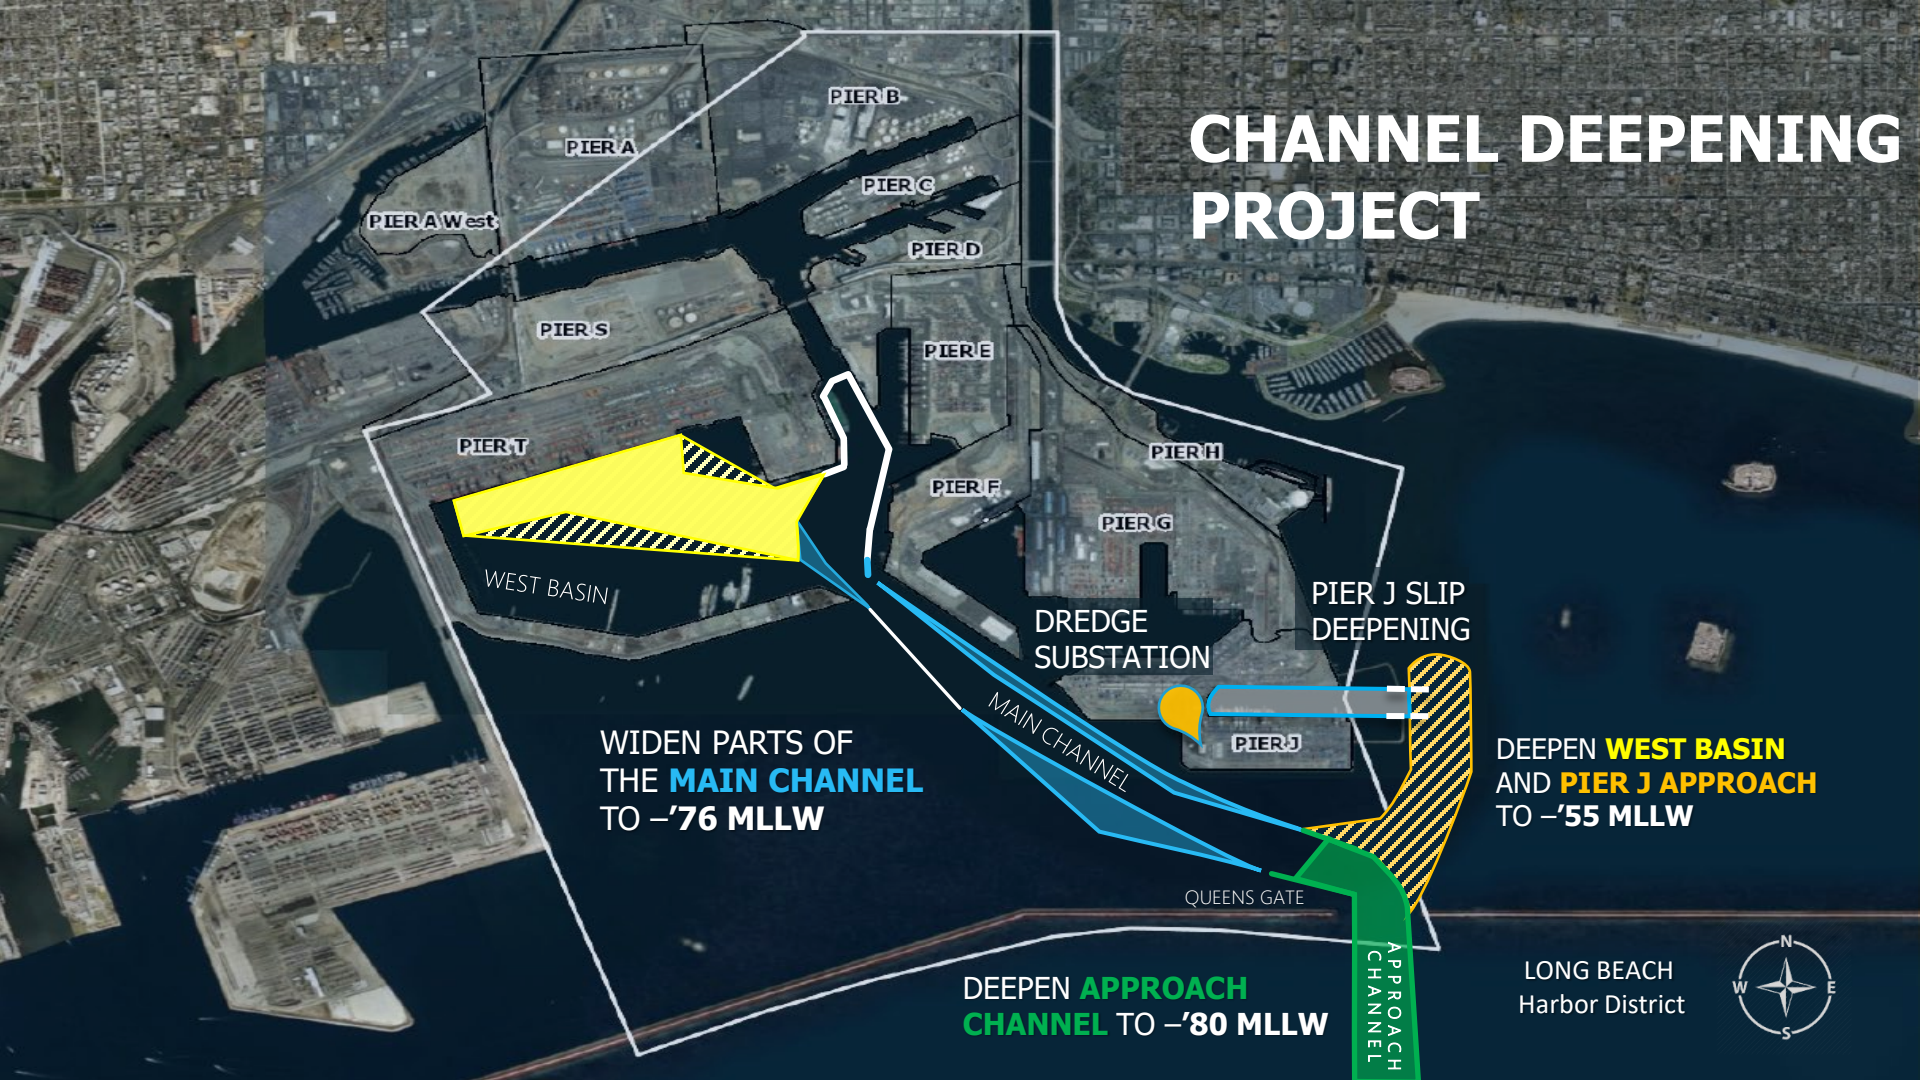 CHANNEL DEEPENING
PROJECT
PIER B
PIER A
PIER C
PIER A West
PIER D
PIER S
PIER E
PIER T
PIER H
PIER F
PIER G
WEST BASIN
PIER J SLIP
DEEPENING
DREDGE
SUBSTATION
MAIN CHANNEL
PIER J
WIDEN PARTS OF
THE MAIN CHANNEL
TO –’76 MLLW
DEEPEN WEST BASIN
AND PIER J APPROACH
TO –’55 MLLW
QUEENS GATE
APPROACH
CHANNEL
DEEPEN APPROACH
CHANNEL TO –’80 MLLW
LONG BEACH
Harbor District
N
W E
S